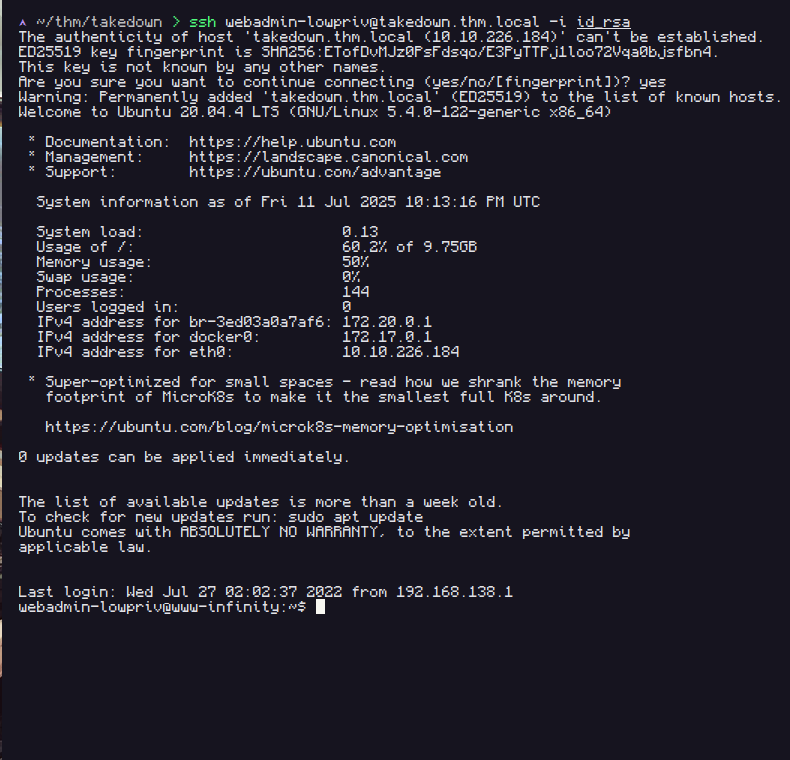 ^ ~/thm/takedown > ssh webadmin-lowpriv@takedown.thm.local -i id_rsa
The authenticity of host 'takedown.thm.local (10.10.226.184)' can't be established.
ED25519 key fingerprint is SHA256:ETofDvMJz0PsFdsqo/E3PyTTPj1loo72Vqa0bjsfbn4.
This key is not known by any other names.
Are you sure you want to continue connecting (yes/no/[fingerprint])? yes
Warning: Permanently added 'takedown.thm.local' (ED25519) to the list of known hosts.
Welcome to Ubuntu 20.04.4 LTS (GNU/Linux 5.4.0-122-generic x86_64)
* Documentation: https://help.ubuntu.com
* Management: https://landscape.canonical.com
* Support: https://ubuntu.com/advantage
System information as of Fri 11 Jul 2025 10:13:16 PM UTC
System load: 0.13
Usage of /: 60.2% of 9.75GB
Memory usage: 50%
Swap usage: 0%
Processes: 144
Users logged in: 0
IPv4 address for br-3ed03a0a7af6: 172.20.0.1
IPv4 address for docker0: 172.17.0.1
IPv4 address for eth0: 10.10.226.184
* Super-optimized for small spaces - read how we shrank the memory
footprint of MicroK8s to make it the smallest full K8s around.
https://ubuntu.com/blog/microk8s-memory-optimisation
0 updates can be applied immediately.
The list of available updates is more than a week old.
To check for new updates run: sudo apt update
Ubuntu comes with ABSOLUTELY NO WARRANTY, to the extent permitted by
applicable law.
Last login: Wed Jul 27 02:02:37 2022 from 192.168.138.1
webadmin-lowpriv@www-infinity:~$